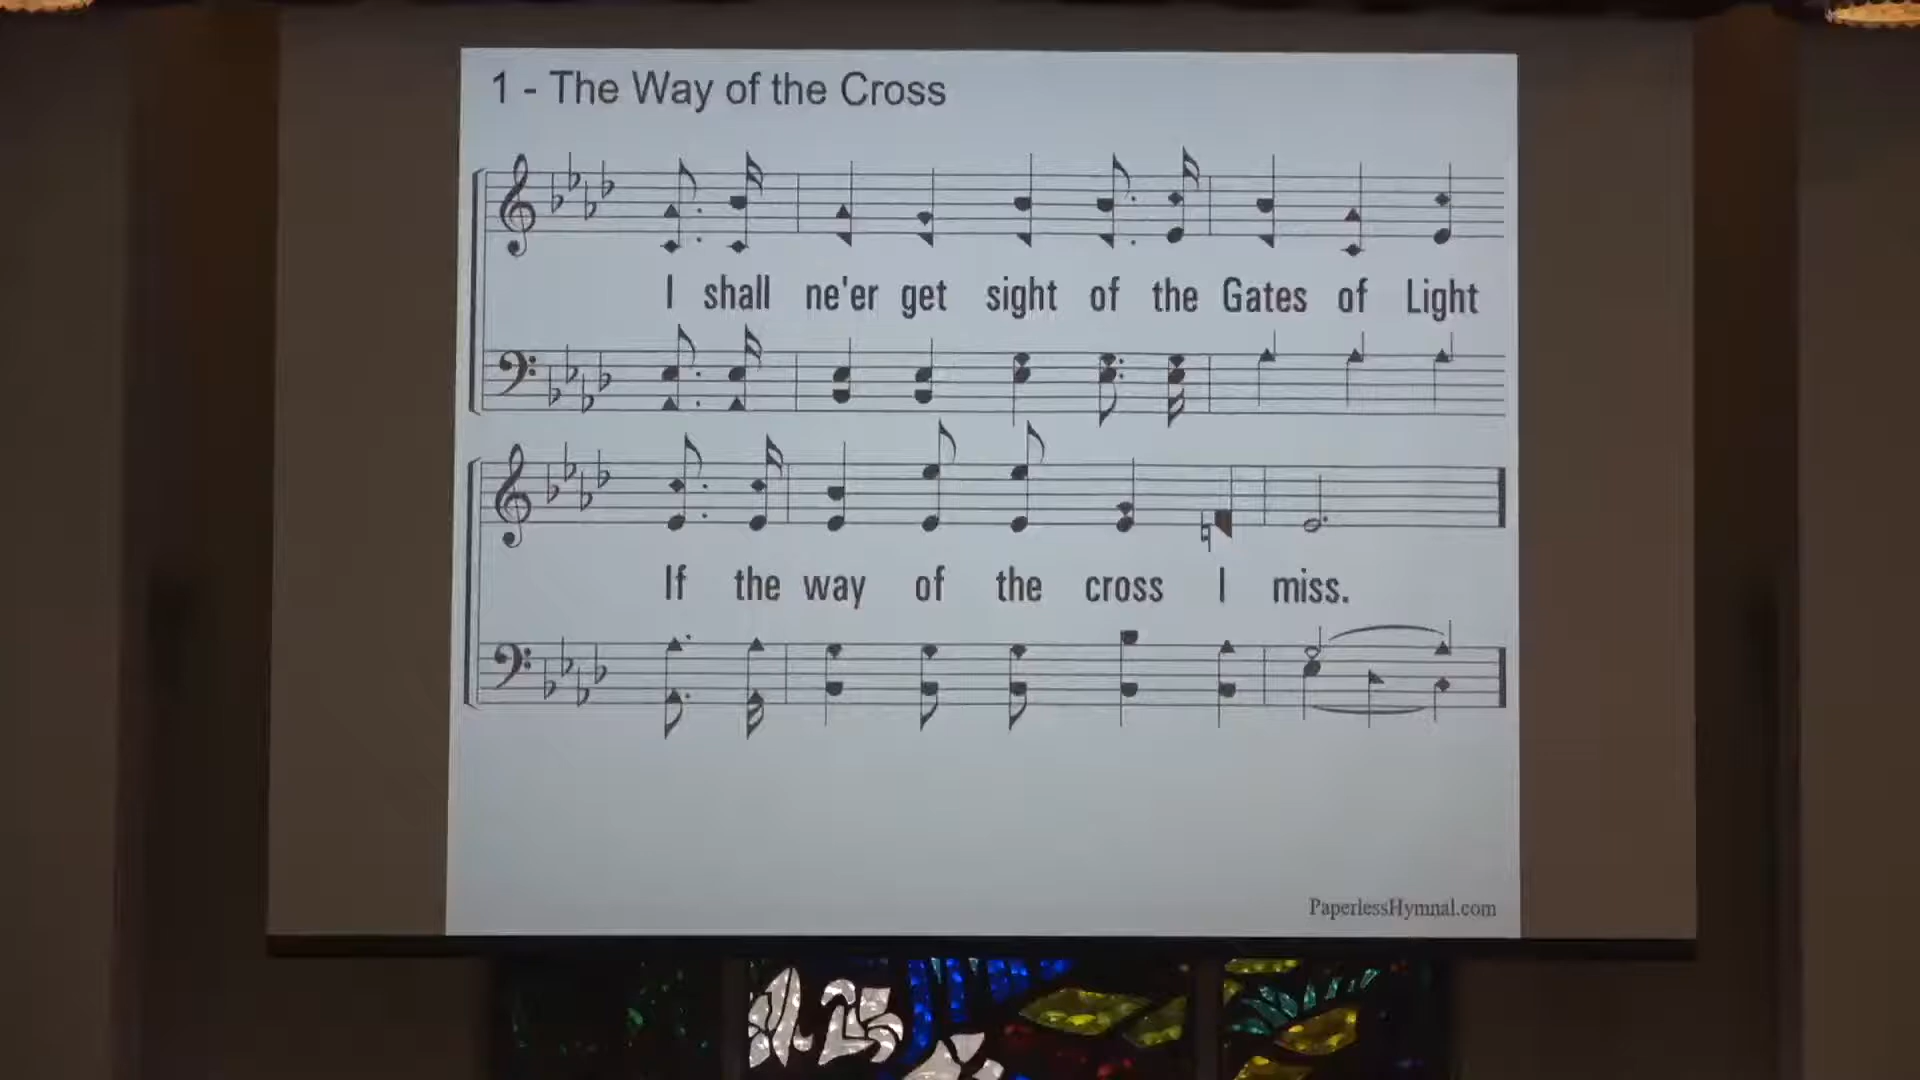 1 - The Way of the Cross
I shall ne'er get sight of the Gates of Light
If the way of the cross I miss.
PaperlessHymnal.com